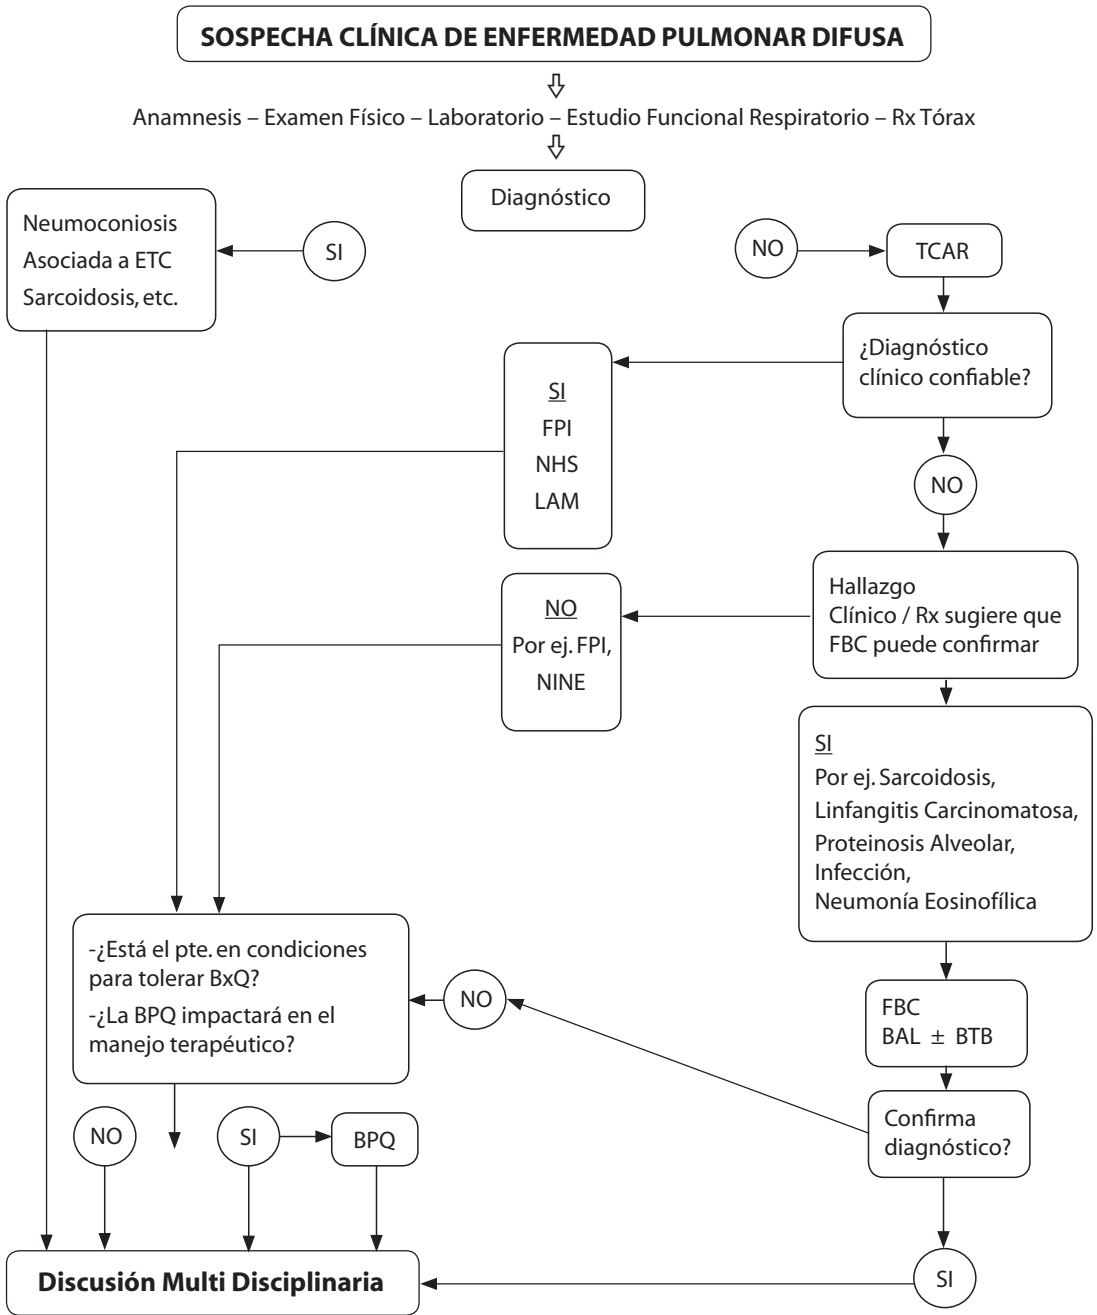 SOSPECHA CLÍNICA DE ENFERMEDAD PULMONAR DIFUSA
Anamnesis – Examen Físico – Laboratorio – Estudio Funcional Respiratorio – Rx Tórax
Diagnóstico
Neumoconiosis
Asociada a ETC
Sarcoidosis, etc.
SI
NO
TCAR
¿Diagnóstico
clínico confiable?
SI
FPI
NHS
LAM
NO
Hallazgo
Clínico / Rx sugiere que
FBC puede confirmar
NO
Por ej. FPI,
NINE
SI
Por ej. Sarcoidosis,
Linfangitis Carcinomatosa,
Proteinosis Alveolar,
Infección,
Neumonía Eosinofílica
-¿Está el pte. en condiciones
para tolerar BxQ?
-¿La BPQ impactará en el
manejo terapéutico?
NO
FBC
BAL ± BTB
Confirma
diagnóstico?
NO
SI
BPQ
SI
Discusión Multi Disciplinaria